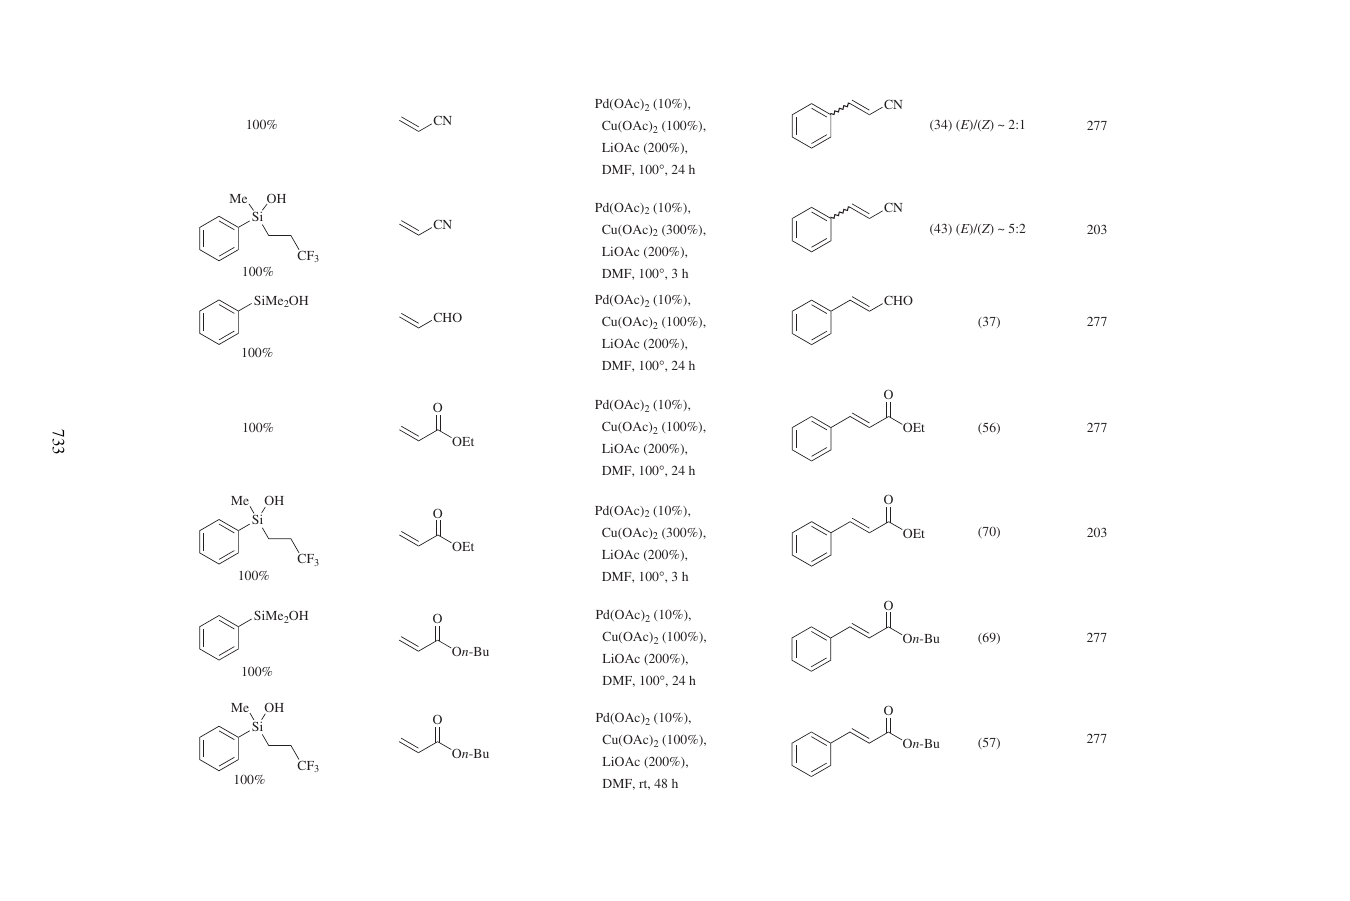 100%
CN
Pd(OAc)2 (10%),
Cu(OAc)2 (100%),
LiOAc (200%),
DMF, 100°, 24 h
CN
(34) (E)/(Z) ~ 2:1
277
Me OH
Si
CF3
100%
CN
Pd(OAc)2 (10%),
Cu(OAc)2 (300%),
LiOAc (200%),
DMF, 100°, 3 h
CN
(43) (E)/(Z) ~ 5:2
203
SiMe2OH
100%
CHO
Pd(OAc)2 (10%),
Cu(OAc)2 (100%),
LiOAc (200%),
DMF, 100°, 24 h
CHO
(37)
277
100%
O
OEt
Pd(OAc)2 (10%),
Cu(OAc)2 (100%),
LiOAc (200%),
DMF, 100°, 24 h
O
OEt
(56)
277
733
Me OH
Si
CF3
100%
O
OEt
Pd(OAc)2 (10%),
Cu(OAc)2 (300%),
LiOAc (200%),
DMF, 100°, 3 h
O
OEt
(70)
203
SiMe2OH
100%
O
On-Bu
Pd(OAc)2 (10%),
Cu(OAc)2 (100%),
LiOAc (200%),
DMF, 100°, 24 h
O
On-Bu
(69)
277
Me OH
Si
CF3
100%
O
On-Bu
Pd(OAc)2 (10%),
Cu(OAc)2 (100%),
LiOAc (200%),
DMF, rt, 48 h
O
On-Bu
(57)
277